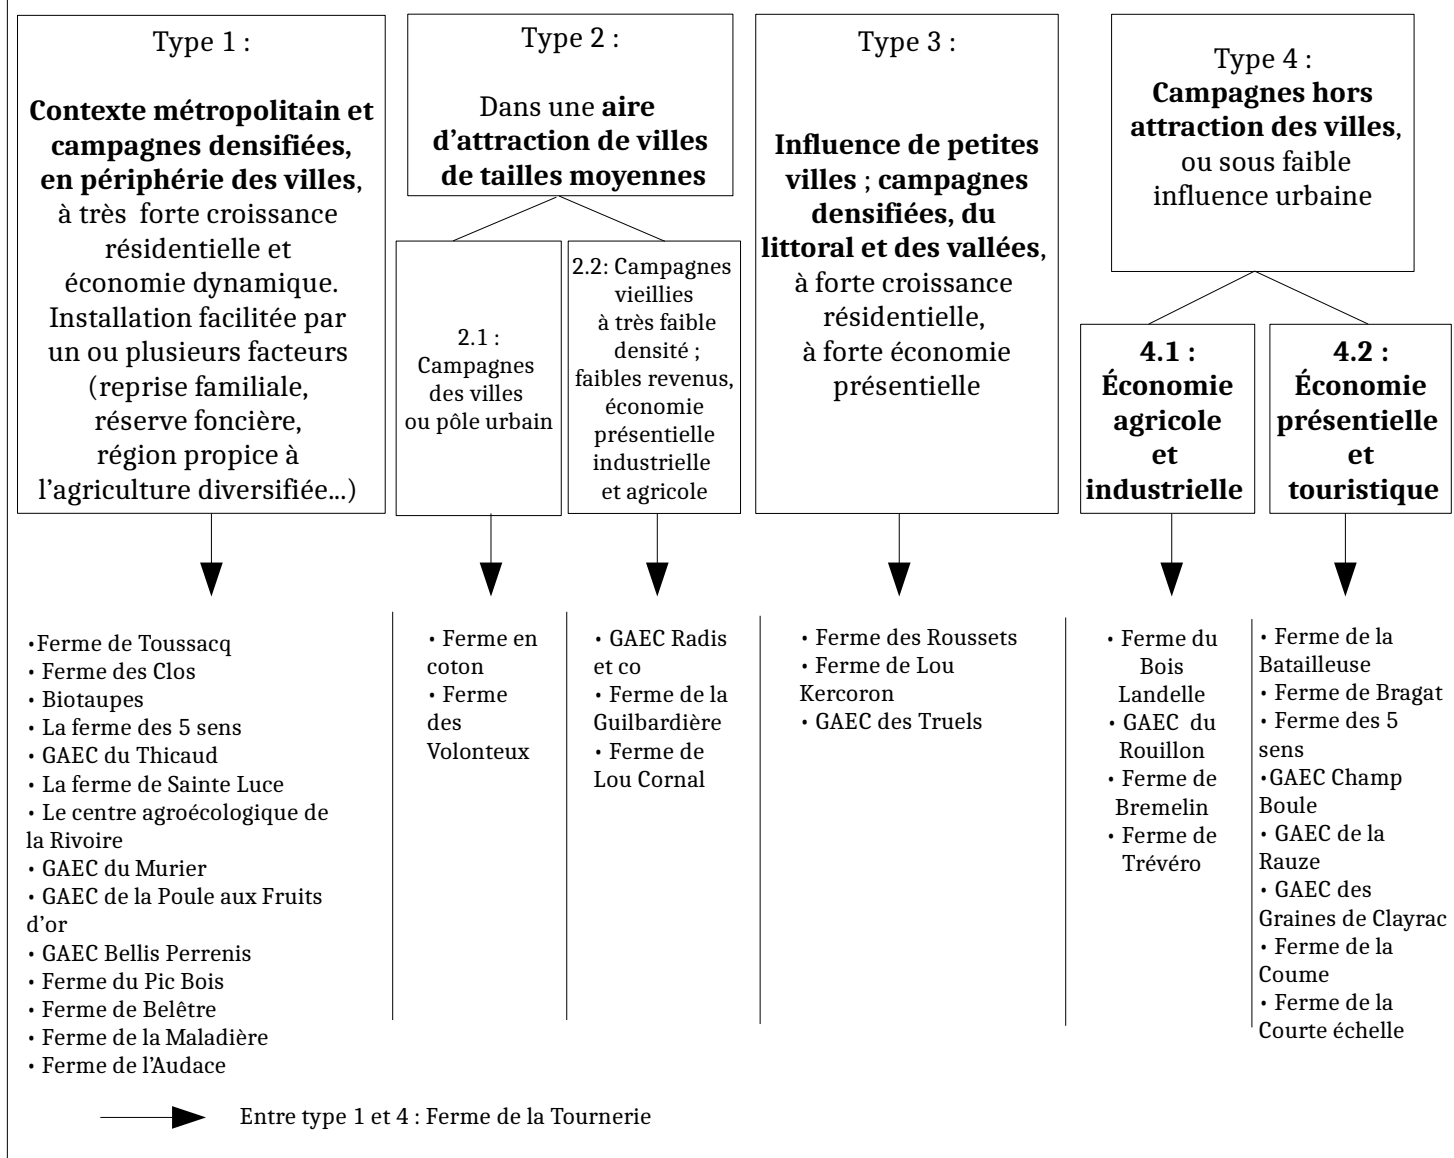 Type 1 :
Contexte métropolitain et
campagnes densifiées,
en périphérie des villes,
à très forte croissance
résidentielle et
économie dynamique.
Installation facilitée par
un ou plusieurs facteurs
(reprise familiale,
réserve foncière,
région propice à
l’agriculture diversifiée...)
Type 2 :
Dans une aire
d’attraction de villes
de tailles moyennes
2.1 :
Campagnes
des villes
ou pôle urbain
2.2: Campagnes
vieillies
à très faible
densité ;
faibles revenus,
économie
présentielle
industrielle
et agricole
Type 3 :
Influence de petites
villes ; campagnes
densifiées, du
littoral et des vallées,
à forte croissance
résidentielle,
à forte économie
présentielle
Type 4 :
Campagnes hors
attraction des villes,
ou sous faible
influence urbaine
4.1 :
Économie
agricole
et
industrielle
4.2 :
Économie
présentielle
et
touristique
•Ferme de Toussacq
• Ferme des Clos
• Biotaupes
• La ferme des 5 sens
• GAEC du Thicaud
• La ferme de Sainte Luce
• Le centre agroécologique de
la Rivoire
• GAEC du Murier
• GAEC de la Poule aux Fruits
d’or
• GAEC Bellis Perrenis
• Ferme du Pic Bois
• Ferme de Belêtre
• Ferme de la Maladière
• Ferme de l’Audace
• Ferme en
coton
• Ferme
des
Volonteux
• GAEC Radis
et co
• Ferme de la
Guilbardière
• Ferme de
Lou Cornal
• Ferme des Roussets
• Ferme de Lou
Kercoron
• GAEC des Truels
• Ferme du
Bois
Landelle
• GAEC du
Rouillon
• Ferme de
Bremelin
• Ferme de
Trévéro
• Ferme de la
Batailleuse
• Ferme de Bragat
• Ferme des 5
sens
•GAEC Champ
Boule
• GAEC de la
Rauze
• GAEC des
Graines de Clayrac
• Ferme de la
Coume
• Ferme de la
Courte échelle
Entre type 1 et 4 : Ferme de la Tournerie